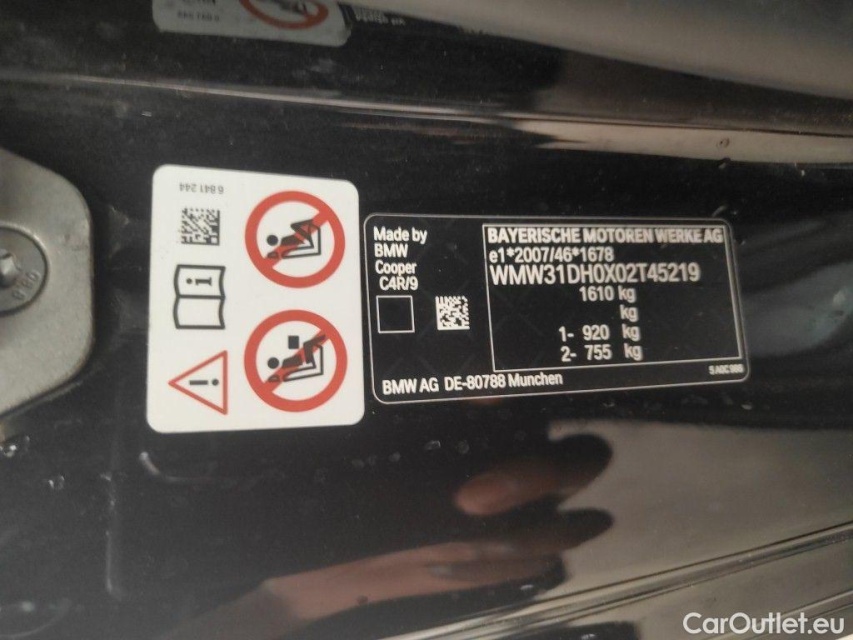 6 841 244
Made by
BMW
Cooper
C4R/9
BAYERISCHE MOTOREN WERKE AG
e1*2007/46*1678
WMW31DH0X02T45219
1610 kg
kg
1- 920 kg
2- 755 kg
BMW AG DE-80788 Munchen
CarOutlet.eu